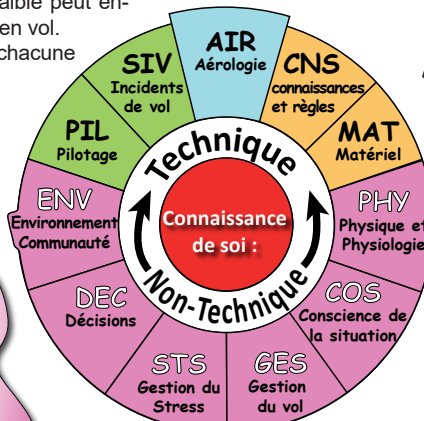 aible peut en-
en vol.
chacune
AIR
Aérologie
CNS
connaissances
et règles
MAT
Matériel
PHY
Physique et
Physiologie
COS
Conscience de
la situation
GES
Gestion
du vol
STS
Gestion du
Stress
DEC
Décisions
ENV
Environnement
Communauté
PIL
Pilotage
SIV
Incidents
de vol
Technique
Connaissance
de soi :
Non-Technique